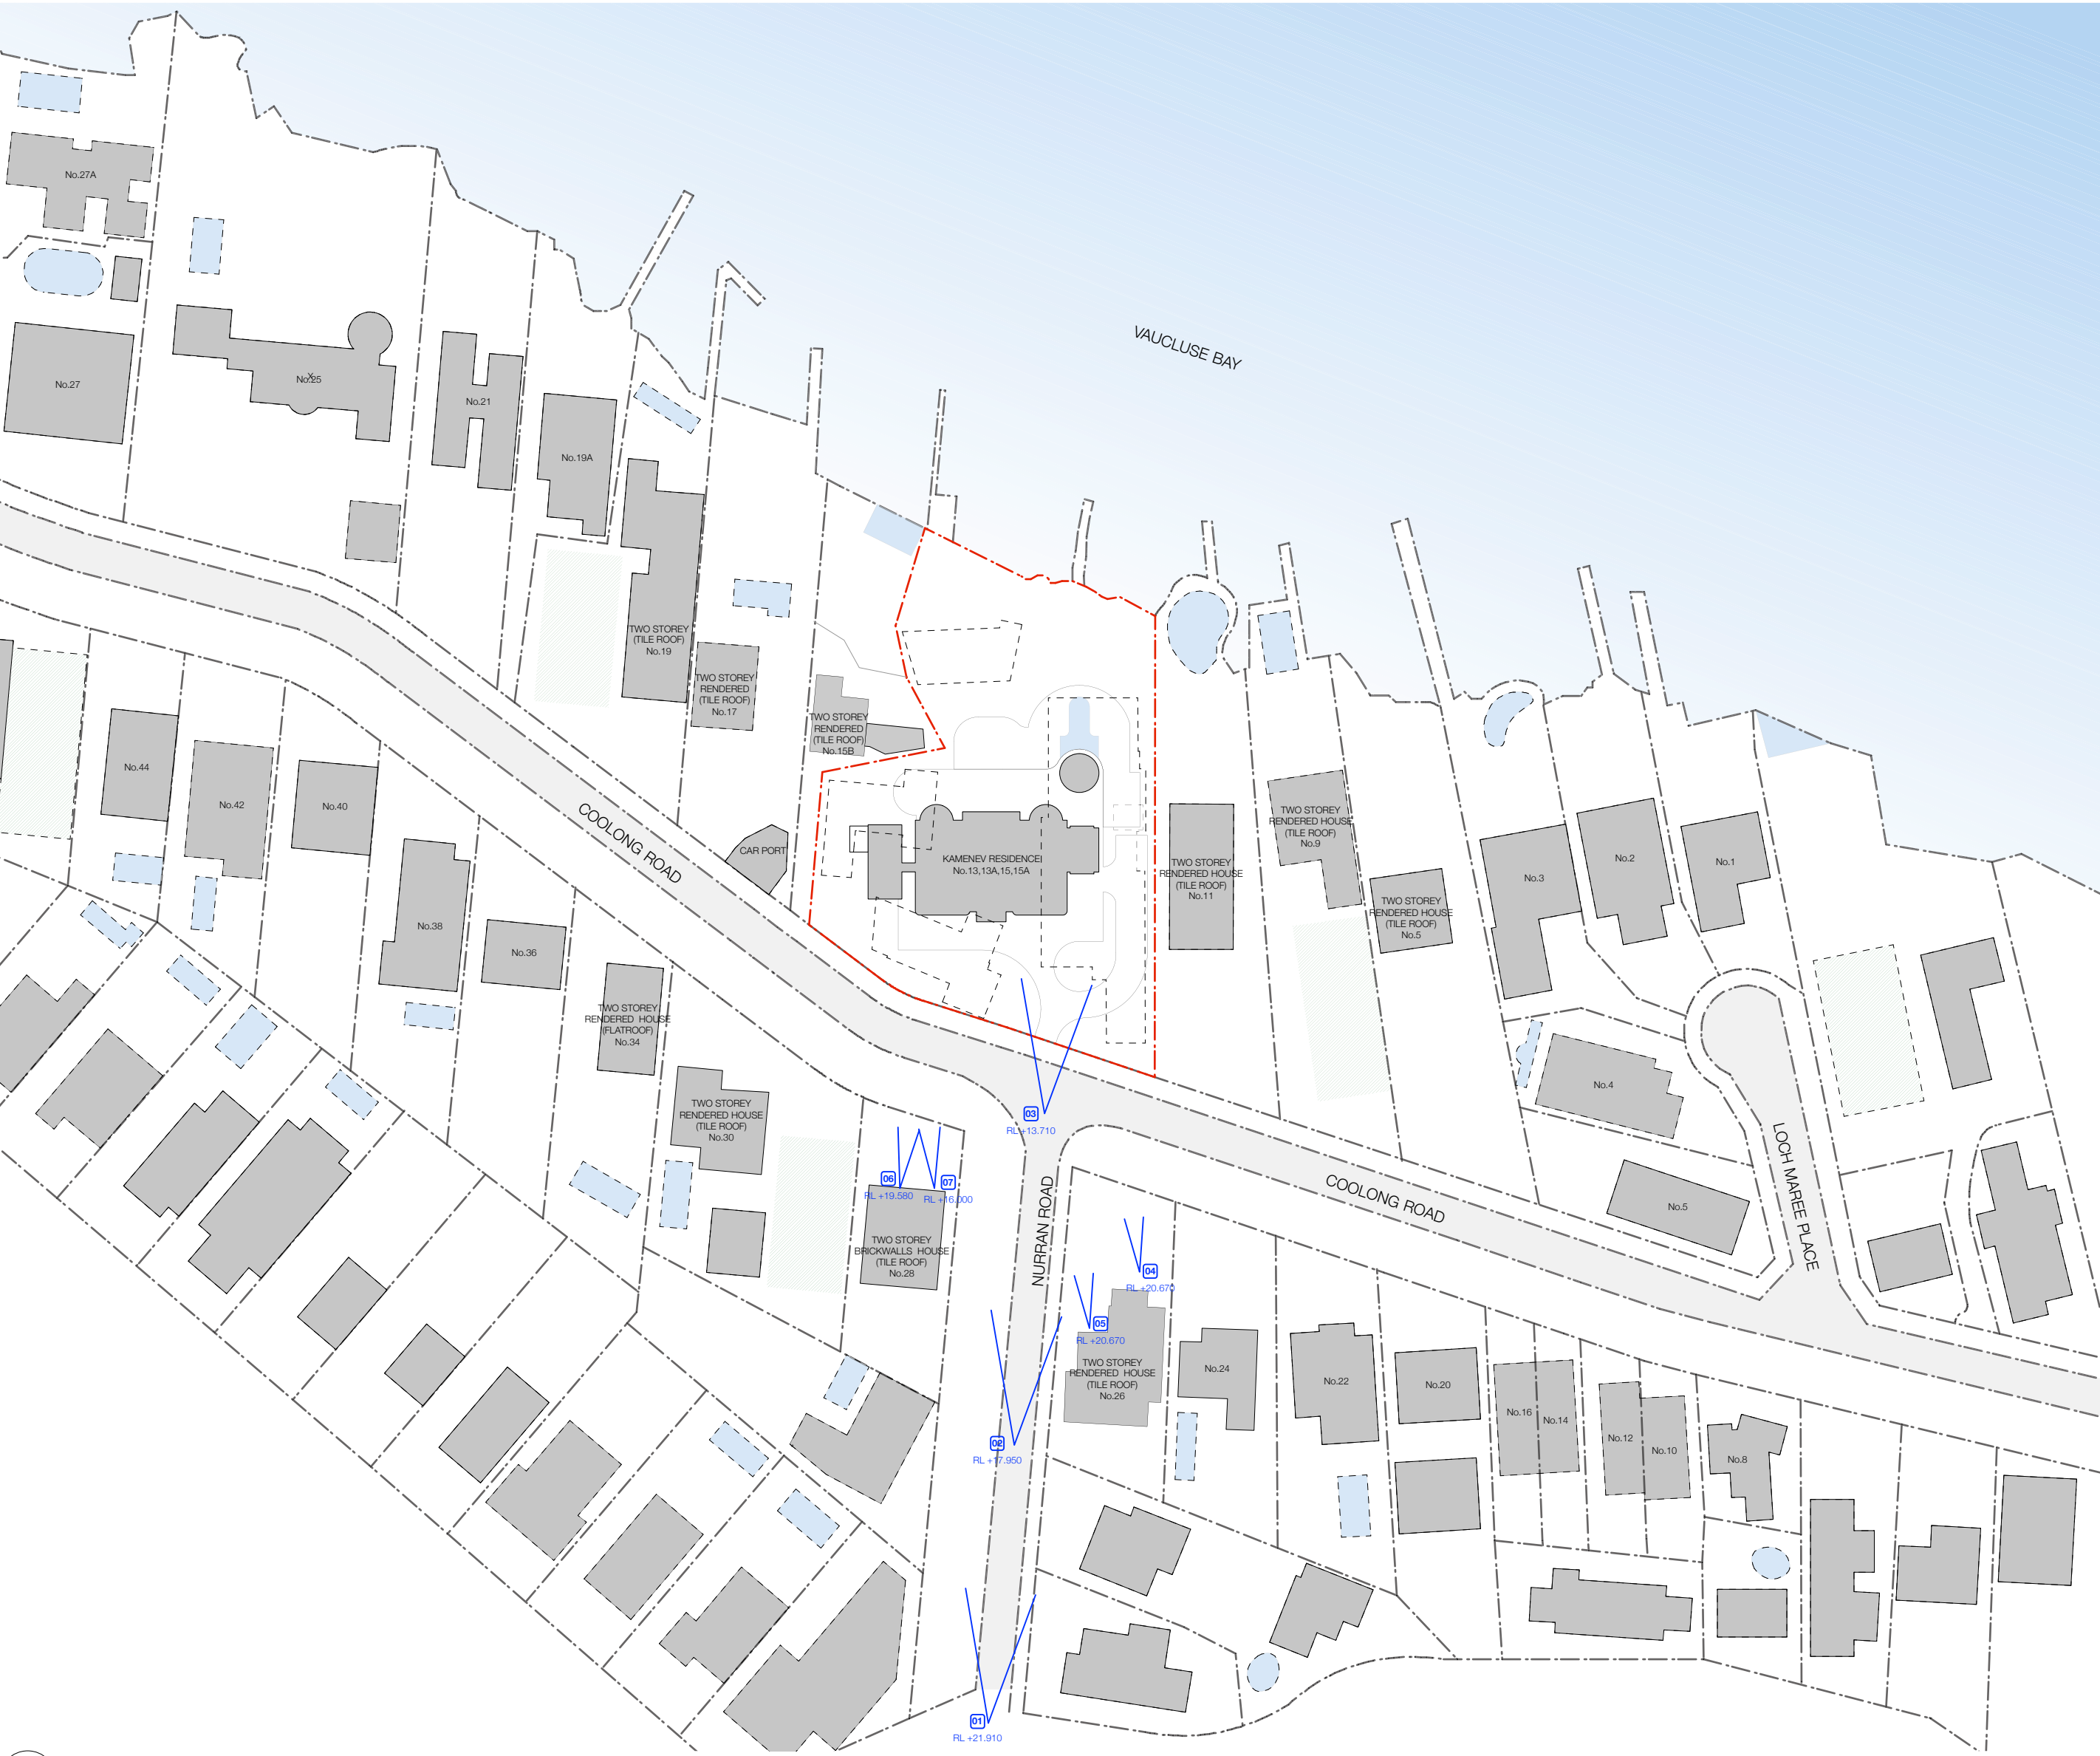 No.27A
VAUCLUSE BAY
No.27
No.25
X
No.21
No.19A
TWO STOREY
(TILE ROOF)
No.19
TWO STOREY
RENDERED
(TILE ROOF)
No.17
TWO STOREY
RENDERED
(TILE ROOF)
No.15B
No.44
No.42
No.40
COOLONG ROAD
CAR PORT
KAMENEV RESIDENCE
No.13,13A,15,15A
TWO STOREY
RENDERED HOUSE
(TILE ROOF)
No.11
TWO STOREY
RENDERED HOUSE
(TILE ROOF)
No.9
TWO STOREY
RENDERED HOUSE
(TILE ROOF)
No.5
No.3
No.2
No.1
No.38
No.36
TWO STOREY
RENDERED HOUSE
(FLATROOF)
No.34
TWO STOREY
RENDERED HOUSE
(TILE ROOF)
No.30
03
RL +13.710
No.4
LOCH MAREE PLACE
06
RL +19.580
07
RL +16.000
NURRAN ROAD
COOLONG ROAD
No.5
TWO STOREY
BRICKWALLS HOUSE
(TILE ROOF)
No.28
04
RL +20.670
05
RL +20.670
TWO STOREY
RENDERED HOUSE
(TILE ROOF)
No.26
No.24
No.22
No.20
No.16
No.14
No.12
No.10
No.8
02
RL +17.950
01
RL +21.910